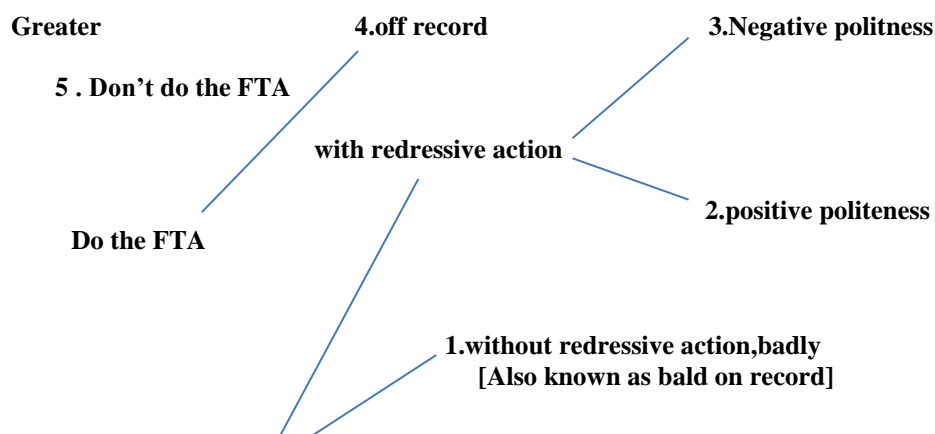 Greater 4.off record 3.Negative politness
5 . Don’t do the FTA
with redressive action
2.positive politeness
Do the FTA
1.without redressive action,badly
[Also known as bald on record]